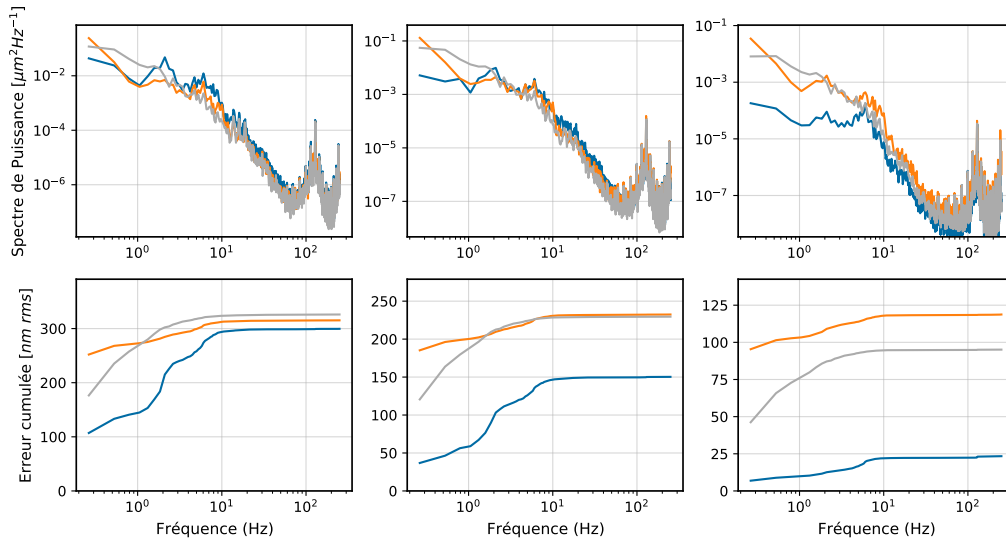 Spectre de Puissance [μm²Hz⁻¹]
10⁻²
10⁻⁴
10⁻⁶
10⁰ 10¹ 10²
10⁻¹
10⁻³
10⁻⁵
10⁻⁷
10⁰ 10¹ 10²
10⁻¹
10⁻³
10⁻⁵
10⁻⁷
10⁰ 10¹ 10²
Erreur cumulée [nm rms]
300
200
100
0
10⁰ 10¹ 10²
Fréquence (Hz)
250
200
150
100
50
0
10⁰ 10¹ 10²
Fréquence (Hz)
125
100
75
50
25
0
10⁰ 10¹ 10²
Fréquence (Hz)